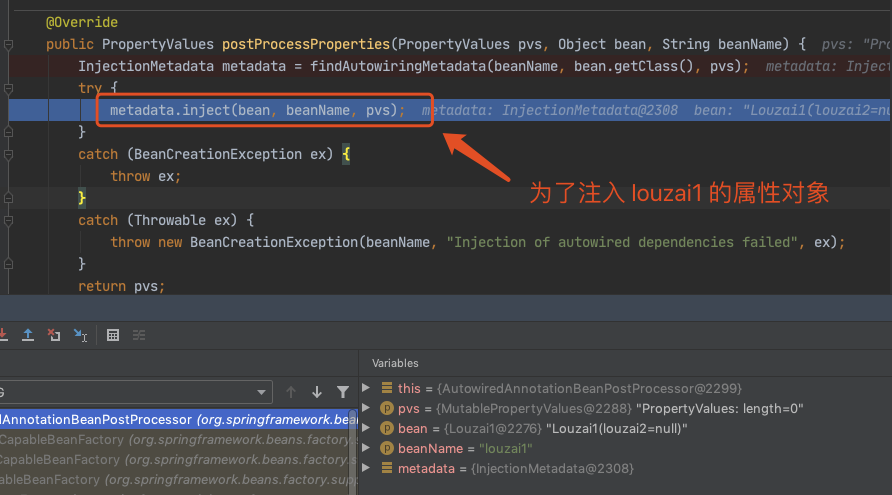 @Override
public PropertyValues postProcessProperties(PropertyValues pvs, Object bean, String beanName) { pvs: "Pro
InjectionMetadata metadata = findAutowiringMetadata(beanName, bean.getClass(), pvs); metadata: Inject
try {
metadata.inject(bean, beanName, pvs); metadata: InjectionMetadata@2308 bean: "Louzai1(louzai2=nu
}
catch (BeanCreationException ex) {
throw ex;
}
为了注入 louzai1 的属性对象
catch (Throwable ex) {
throw new BeanCreationException(beanName, "Injection of autowired dependencies failed", ex);
}
return pvs;
Variables
G
dAnnotationBeanPostProcessor (org.springframework.bea
CapableBeanFactory (org.springframework.beans.factory.s
CapableBeanFactory (org.springframework.beans.factory.s
ableBeanFactory (org.springframework.beans.factory.supp
this = {AutowiredAnnotationBeanPostProcessor@2299}
pvs = {MutablePropertyValues@2288} "PropertyValues: length=0"
bean = {Louzai1@2276} "Louzai1(louzai2=null)"
beanName = "louzai1"
metadata = {InjectionMetadata@2308}